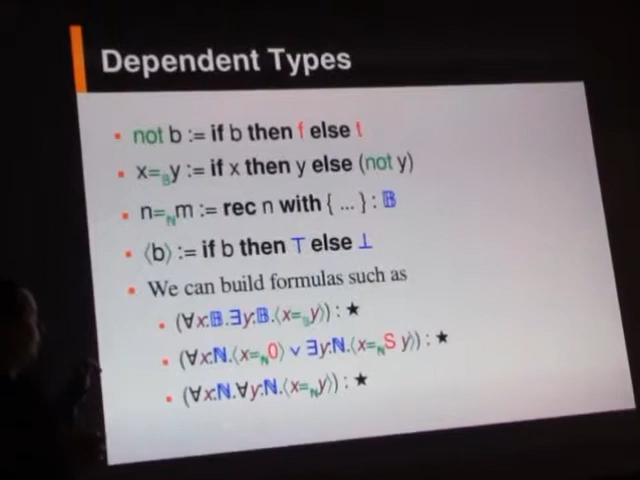 Dependent Types
not b := if b then f else t
x=𝔹y := if x then y else (not y)
n=ℕm := rec n with { ... } : 𝔹
⟨b⟩ := if b then ⊤ else ⊥
We can build formulas such as
(∀x:𝔹.∃y:𝔹.⟨x=𝔹y⟩) : ★
(∀x:ℕ.⟨x=ℕ0⟩ ∨ ∃y:ℕ.⟨x=ℕS y⟩) : ★
(∀x:ℕ.∀y:ℕ.⟨x=ℕy⟩) : ★